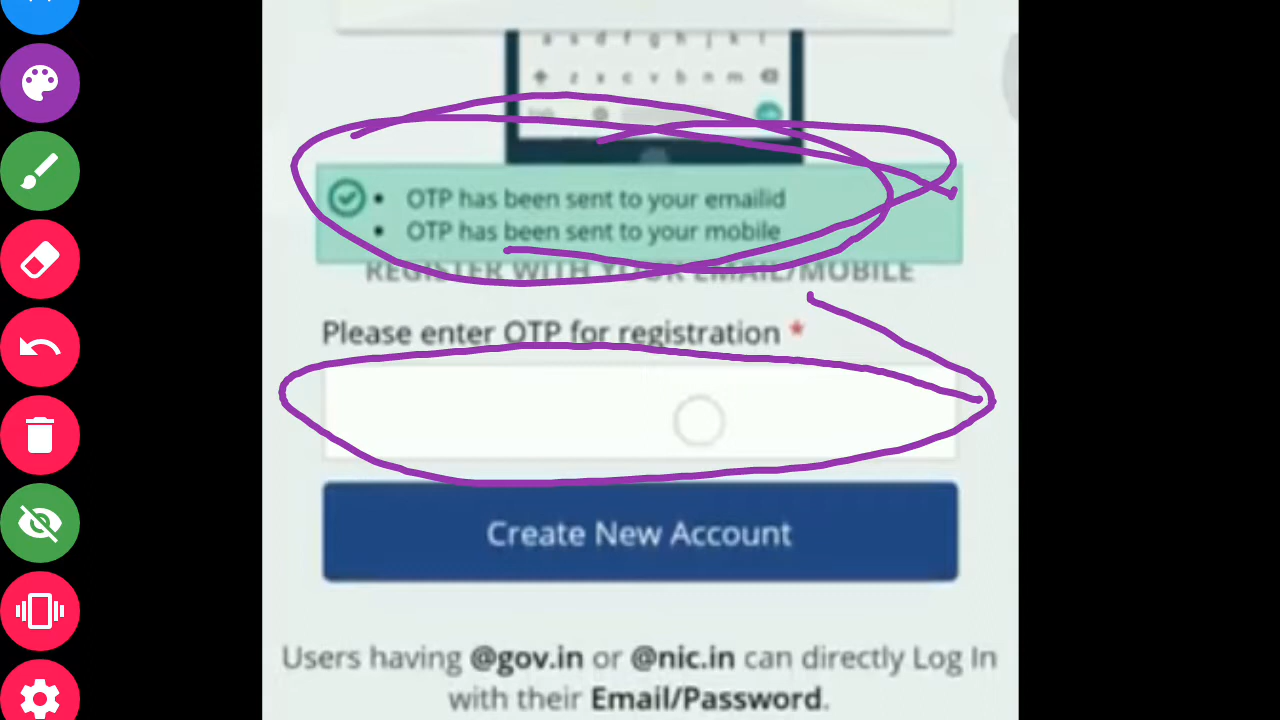 a s d f g h j k l
z x c v b n m
• OTP has been sent to your emailid
• OTP has been sent to your mobile
REGISTER WITH YOUR EMAIL/MOBILE
Please enter OTP for registration *
Create New Account
Users having @gov.in or @nic.in can directly Log In
with their Email/Password.